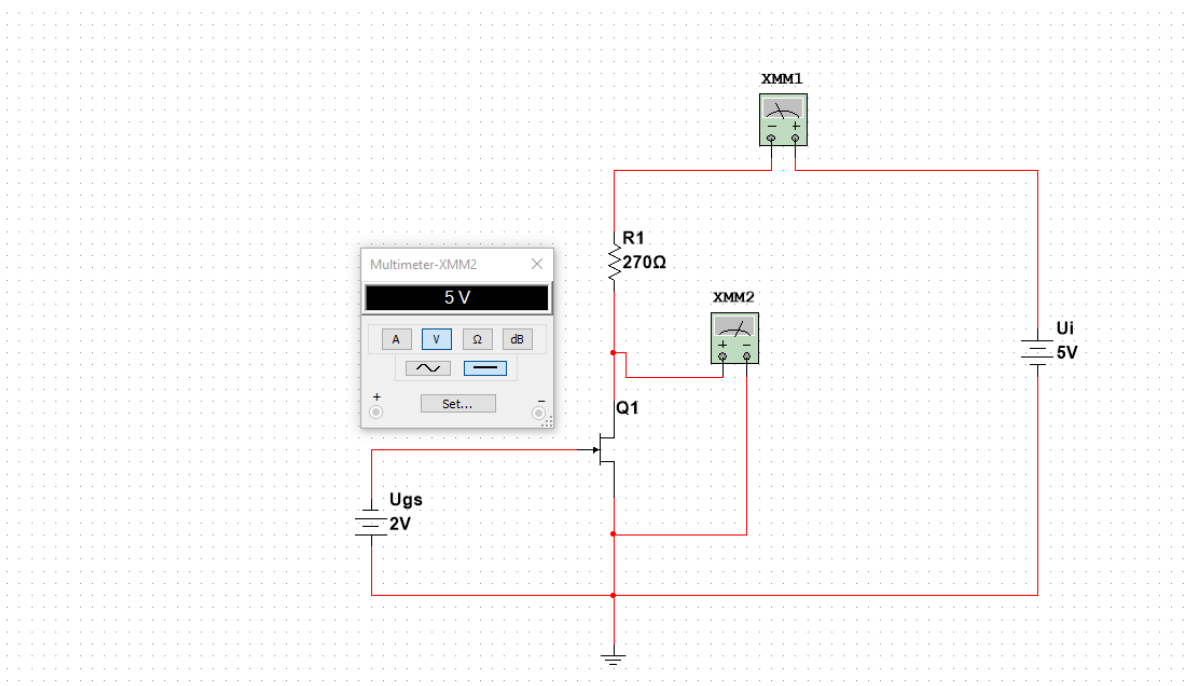 XMM1
R1
270Ω
Multimeter-XMM2
5 V
A V Ω dB
+ Set... −
XMM2
Ui
5V
Q1
Ugs
2V